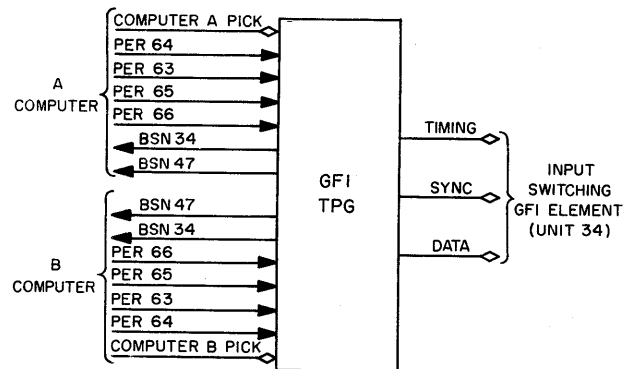 COMPUTER A PICK
PER 64
PER 63
PER 65
PER 66
BSN 34
BSN 47
A
COMPUTER
BSN 47
BSN 34
PER 66
PER 65
PER 63
PER 64
COMPUTER B PICK
B
COMPUTER
GFI
TPG
TIMING
SYNC
DATA
INPUT
SWITCHING
GFI ELEMENT
(UNIT 34)